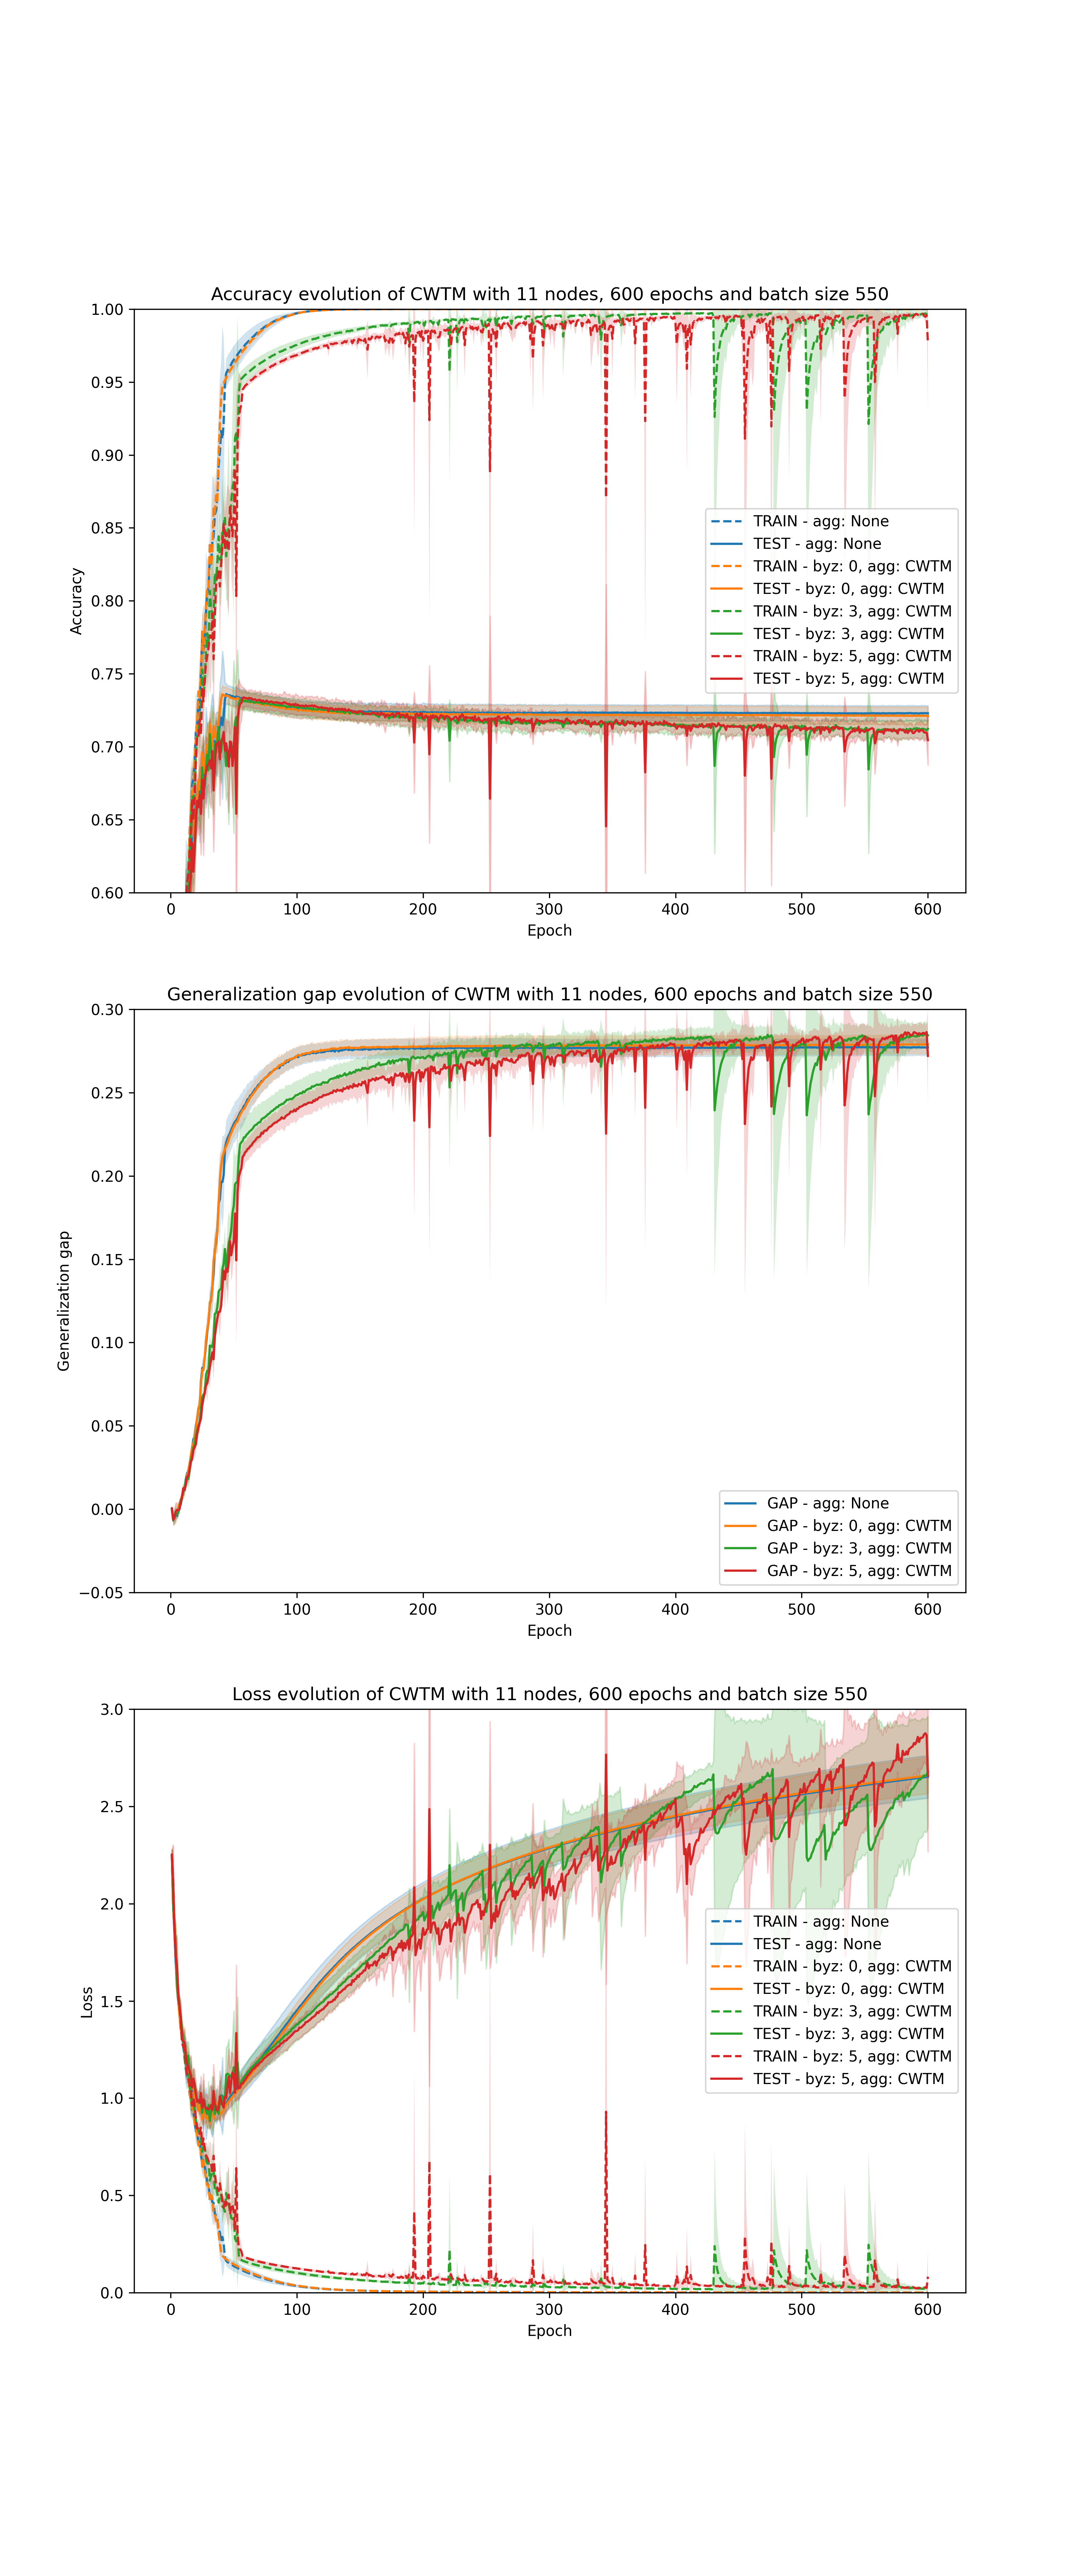 Accuracy evolution of CWTM with 11 nodes, 600 epochs and batch size 550
1.00
0.95
0.90
0.85
0.80
0.75
0.70
0.65
0.60
Accuracy
TRAIN - agg: None
TEST - agg: None
TRAIN - byz: 0, agg: CWTM
TEST - byz: 0, agg: CWTM
TRAIN - byz: 3, agg: CWTM
TEST - byz: 3, agg: CWTM
TRAIN - byz: 5, agg: CWTM
TEST - byz: 5, agg: CWTM
0 100 200 300 400 500 600
Epoch
Generalization gap evolution of CWTM with 11 nodes, 600 epochs and batch size 550
0.30
0.25
0.20
0.15
0.10
0.05
0.00
−0.05
Generalization gap
GAP - agg: None
GAP - byz: 0, agg: CWTM
GAP - byz: 3, agg: CWTM
GAP - byz: 5, agg: CWTM
0 100 200 300 400 500 600
Epoch
Loss evolution of CWTM with 11 nodes, 600 epochs and batch size 550
3.0
2.5
2.0
1.5
1.0
0.5
0.0
Loss
TRAIN - agg: None
TEST - agg: None
TRAIN - byz: 0, agg: CWTM
TEST - byz: 0, agg: CWTM
TRAIN - byz: 3, agg: CWTM
TEST - byz: 3, agg: CWTM
TRAIN - byz: 5, agg: CWTM
TEST - byz: 5, agg: CWTM
0 100 200 300 400 500 600
Epoch